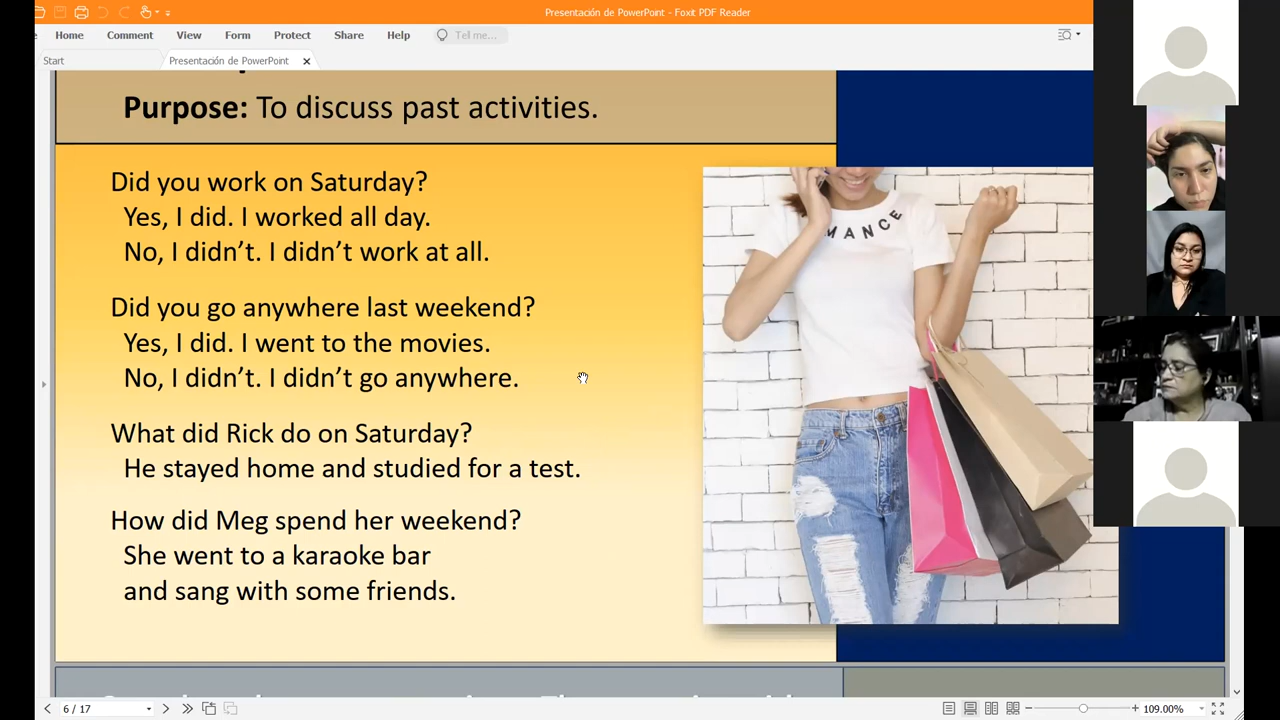 Presentación de PowerPoint - Foxit PDF Reader
Home Comment View Form Protect Share Help Tell me...
Start Presentación de PowerPoint
Purpose: To discuss past activities.
Did you work on Saturday?
Yes, I did. I worked all day.
No, I didn’t. I didn’t work at all.
Did you go anywhere last weekend?
Yes, I did. I went to the movies.
No, I didn’t. I didn’t go anywhere.
What did Rick do on Saturday?
He stayed home and studied for a test.
How did Meg spend her weekend?
She went to a karaoke bar
and sang with some friends.
MANCE
6 / 17
109.00%